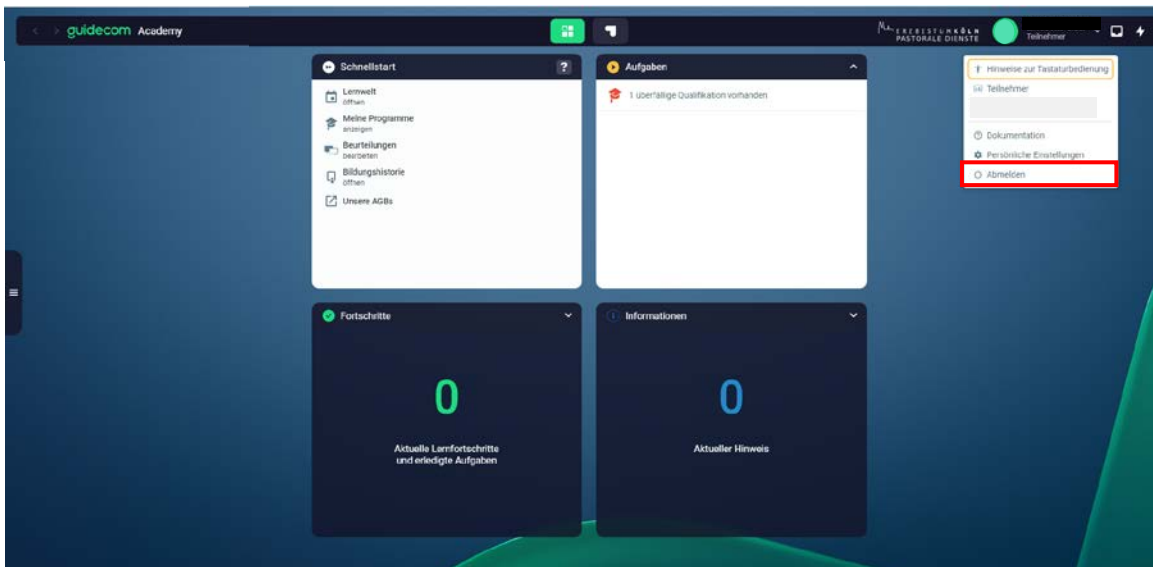 guidecom Academy
ERZBISTUM KÖLN
PASTORALE DIENSTE
Teilnehmer
Schnellstart
?
Lernwelt
öffnen
Meine Programme
anzeigen
Beurteilungen
bearbeiten
Bildungshistorie
öffnen
Unsere AGBs
Aufgaben
1 überfällige Qualifikation vorhanden
Hinweise zur Tastaturbedienung
Teilnehmer
Dokumentation
Persönliche Einstellungen
Abmelden
Fortschritte
0
Aktuelle Lernfortschritte
und erledigte Aufgaben
Informationen
0
Aktueller Hinweis